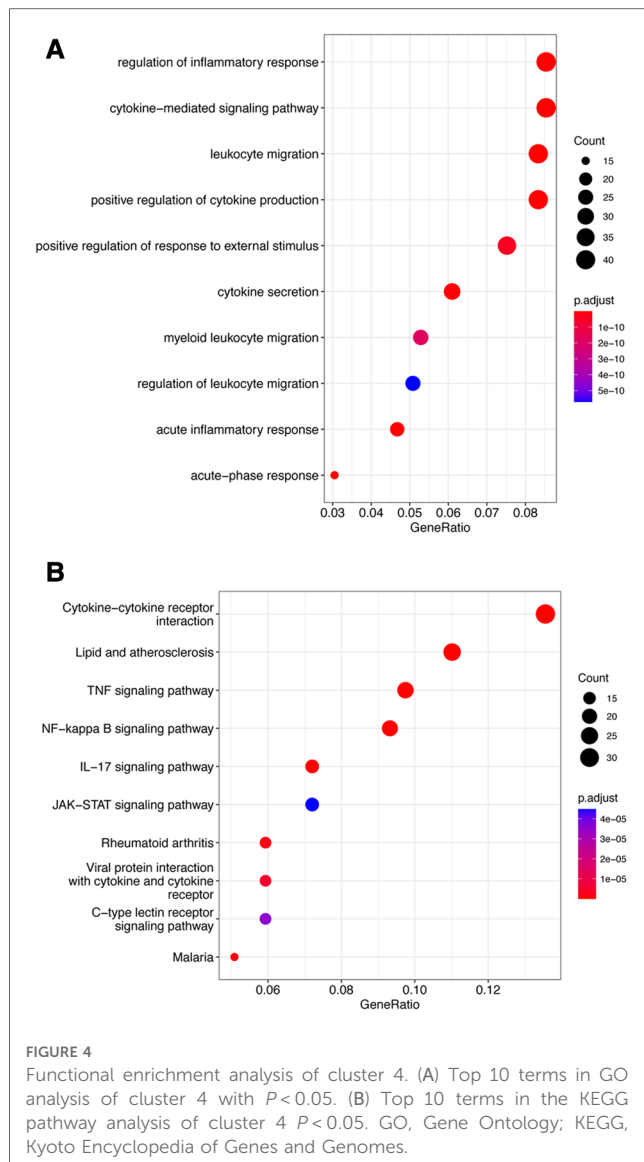 A
regulation of inflammatory response
cytokine−mediated signaling pathway
leukocyte migration
positive regulation of cytokine production
positive regulation of response to external stimulus
cytokine secretion
myeloid leukocyte migration
regulation of leukocyte migration
acute inflammatory response
acute−phase response
0.03 0.04 0.05 0.06 0.07 0.08
GeneRatio
Count
15
20
25
30
35
40
p.adjust
1e−10
2e−10
3e−10
4e−10
5e−10
B
Cytokine−cytokine receptor
interaction
Lipid and atherosclerosis
TNF signaling pathway
NF−kappa B signaling pathway
IL−17 signaling pathway
JAK−STAT signaling pathway
Rheumatoid arthritis
Viral protein interaction
with cytokine and cytokine
receptor
C−type lectin receptor
signaling pathway
Malaria
0.06 0.08 0.10 0.12
GeneRatio
Count
15
20
25
30
p.adjust
4e−05
3e−05
2e−05
1e−05
FIGURE 4
Functional enrichment analysis of cluster 4. (A) Top 10 terms in GO
analysis of cluster 4 with P < 0.05. (B) Top 10 terms in the KEGG
pathway analysis of cluster 4 P < 0.05. GO, Gene Ontology; KEGG,
Kyoto Encyclopedia of Genes and Genomes.